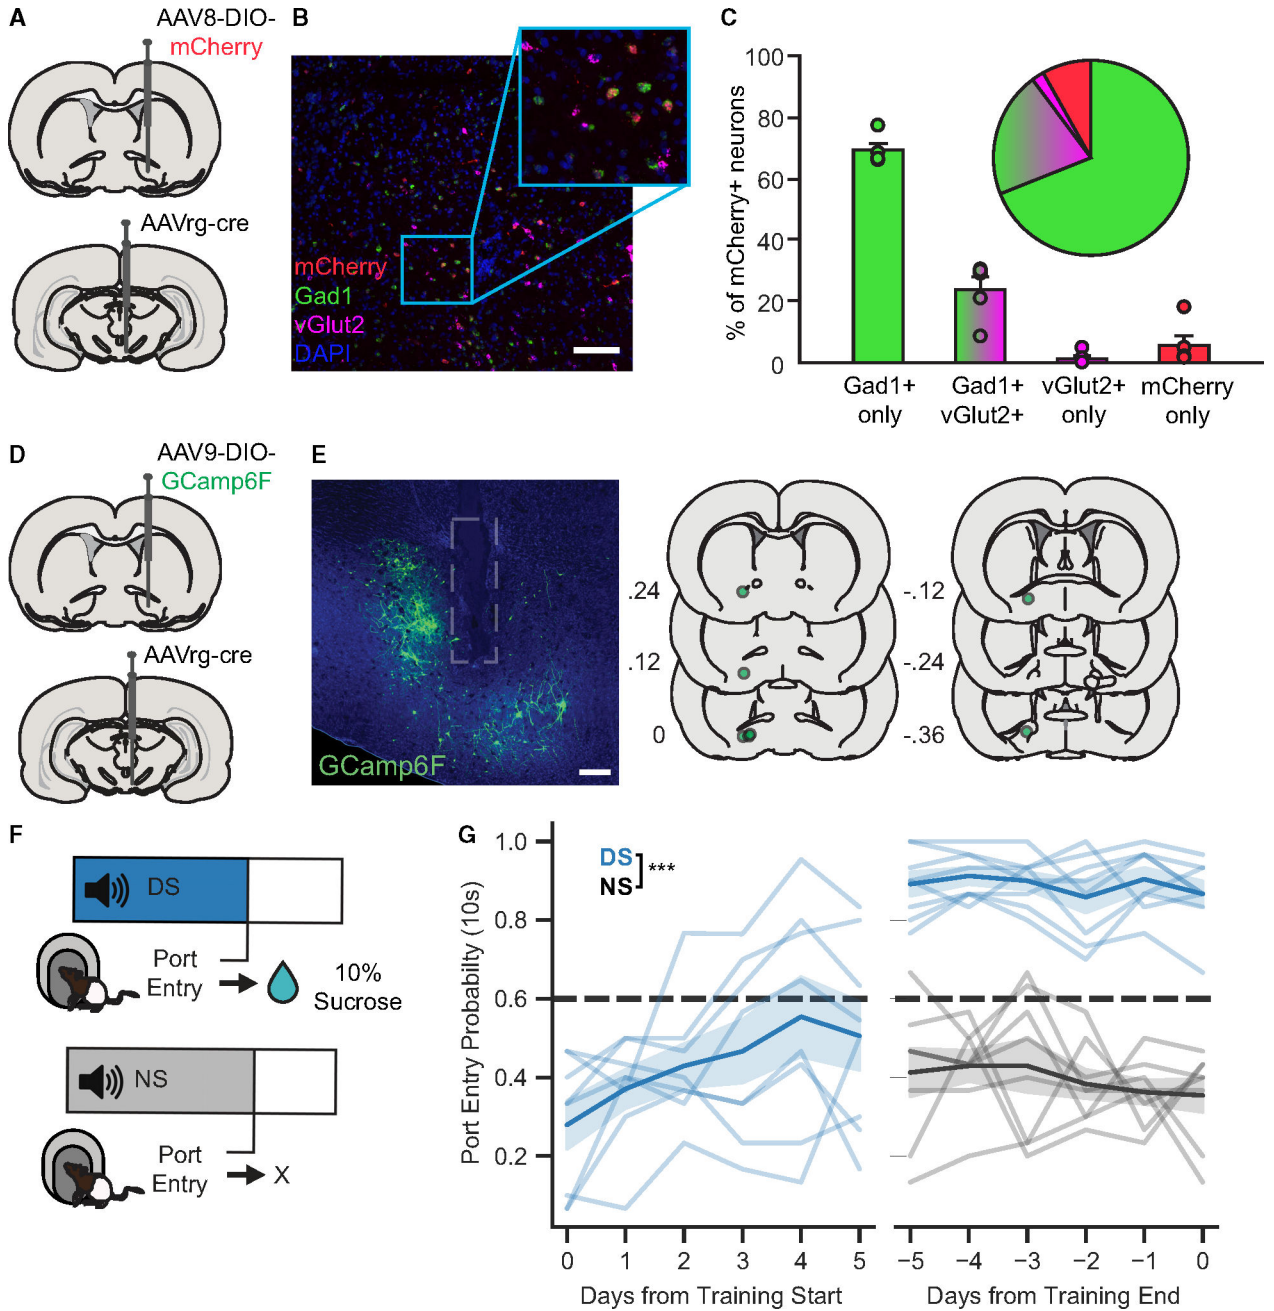 A
AAV8-DIO-
mCherry
AAVrg-cre
B
mCherry
Gad1
vGlut2
DAPI
C
% of mCherry+ neurons
100
80
60
40
20
0
Gad1+
only
Gad1+
vGlut2+
vGlut2+
only
mCherry
only
D
AAV9-DIO-
GCamp6F
AAVrg-cre
E
GCamp6F
.24
.12
0
-.12
-.24
-.36
F
DS
Port
Entry
10%
Sucrose
NS
Port
Entry
X
G
Port Entry Probabilty (10s)
1.0
0.8
0.6
0.4
0.2
DS
NS
***
0 1 2 3 4 5
Days from Training Start
−5 −4 −3 −2 −1 0
Days from Training End